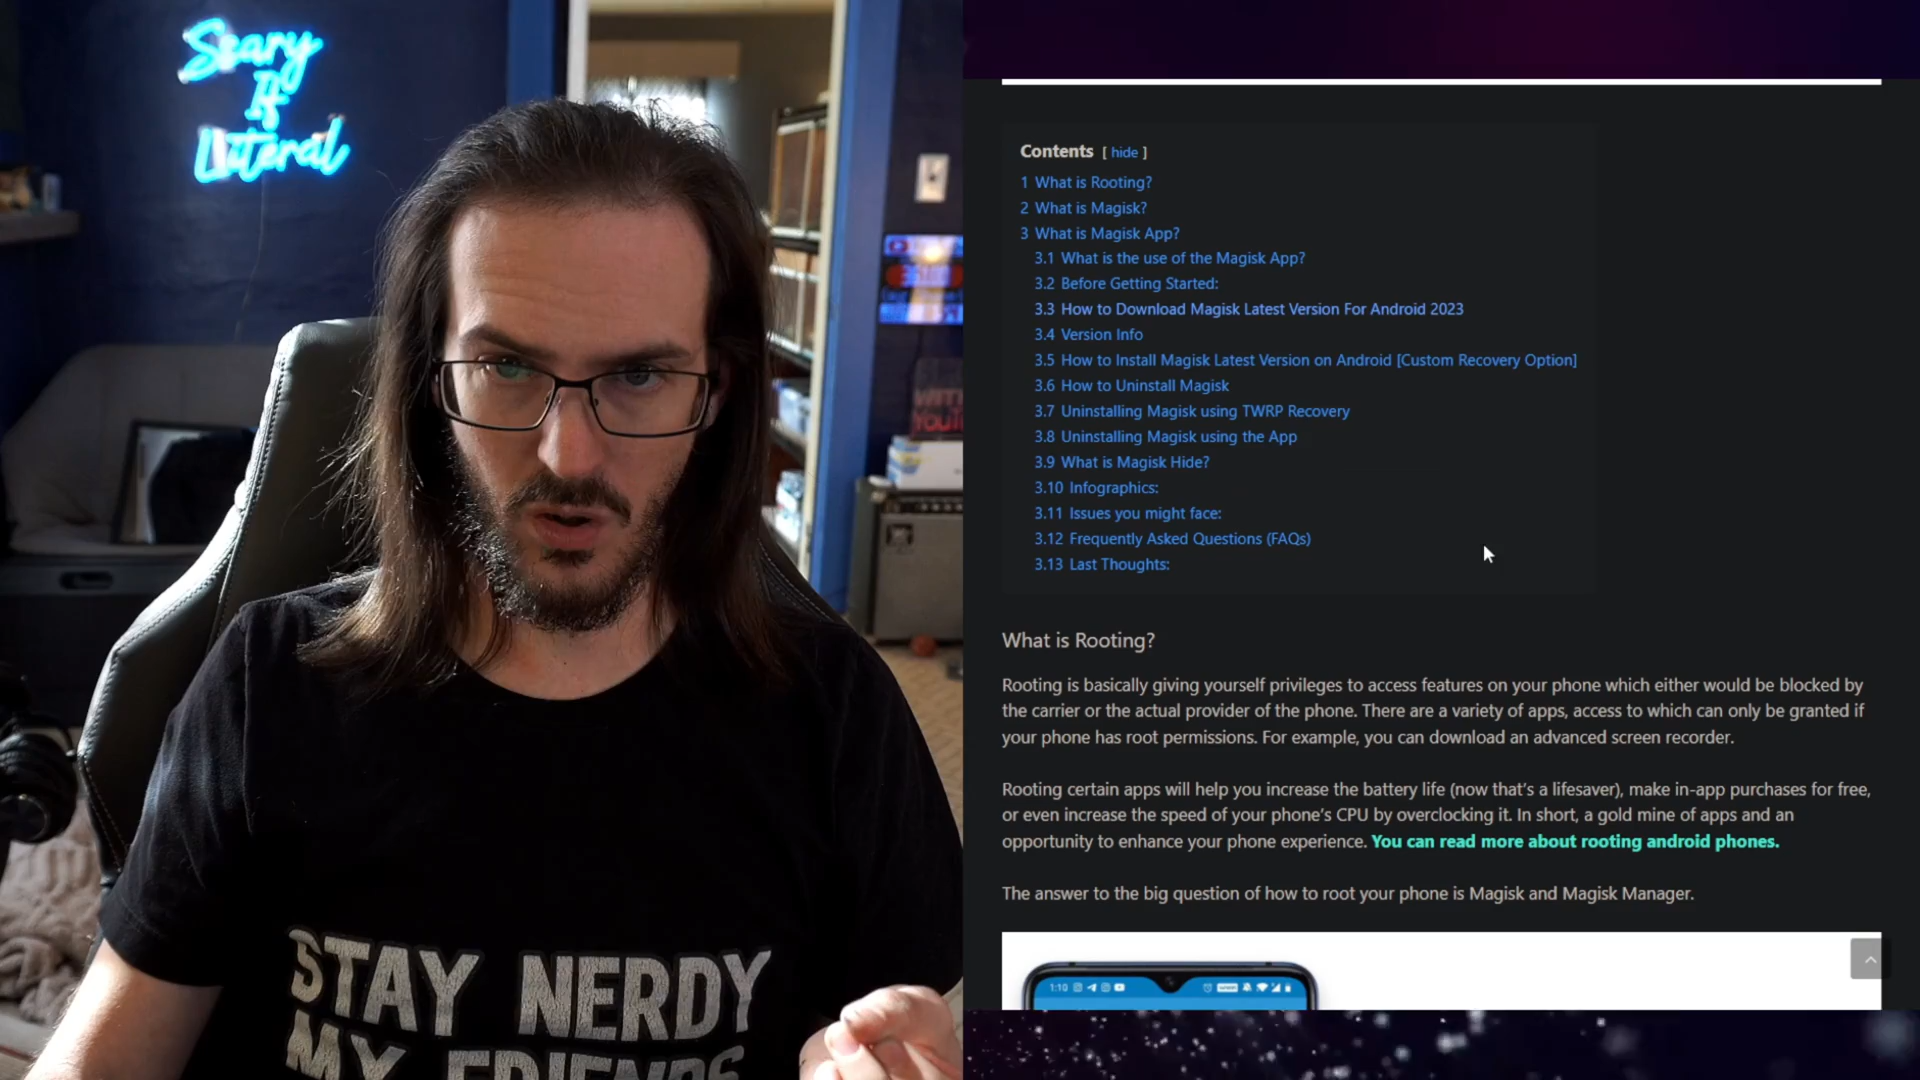 Scary
If
Literal
STAY NERDY
MY FRIENDS
Contents [ hide ]
1 What is Rooting?
2 What is Magisk?
3 What is Magisk App?
3.1 What is the use of the Magisk App?
3.2 Before Getting Started:
3.3 How to Download Magisk Latest Version For Android 2023
3.4 Version Info
3.5 How to Install Magisk Latest Version on Android [Custom Recovery Option]
3.6 How to Uninstall Magisk
3.7 Uninstalling Magisk using TWRP Recovery
3.8 Uninstalling Magisk using the App
3.9 What is Magisk Hide?
3.10 Infographics:
3.11 Issues you might face:
3.12 Frequently Asked Questions (FAQs)
3.13 Last Thoughts:
What is Rooting?
Rooting is basically giving yourself privileges to access features on your phone which either would be blocked by
the carrier or the actual provider of the phone. There are a variety of apps, access to which can only be granted if
your phone has root permissions. For example, you can download an advanced screen recorder.
Rooting certain apps will help you increase the battery life (now that's a lifesaver), make in-app purchases for free,
or even increase the speed of your phone's CPU by overclocking it. In short, a gold mine of apps and an
opportunity to enhance your phone experience. You can read more about rooting android phones.
The answer to the big question of how to root your phone is Magisk and Magisk Manager.
1:10